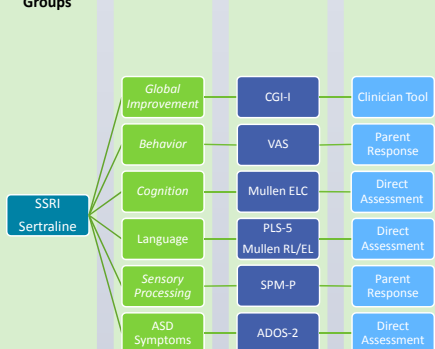 Groups
Global
Improvement
CGI-I
Clinician Tool
Behavior
VAS
Parent
Response
Cognition
Mullen ELC
Direct
Assessment
SSRI
Sertraline
Language
PLS-5
Mullen RL/EL
Direct
Assessment
Sensory
Processing
SPM-P
Parent
Response
ASD
Symptoms
ADOS-2
Direct
Assessment